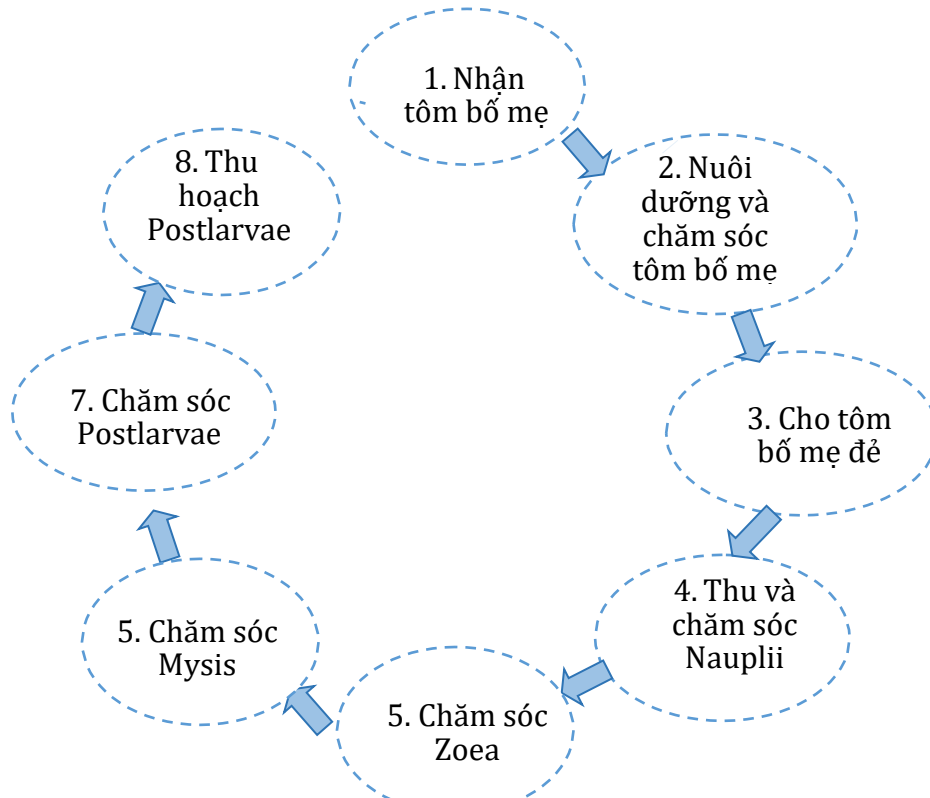 1. Nhận
tôm bố mẹ
2. Nuôi
dưỡng và
chăm sóc
tôm bố mẹ
3. Cho tôm
bố mẹ đẻ
4. Thu và
chăm sóc
Nauplii
5. Chăm sóc
Zoea
5. Chăm sóc
Mysis
7. Chăm sóc
Postlarvae
8. Thu
hoạch
Postlarvae